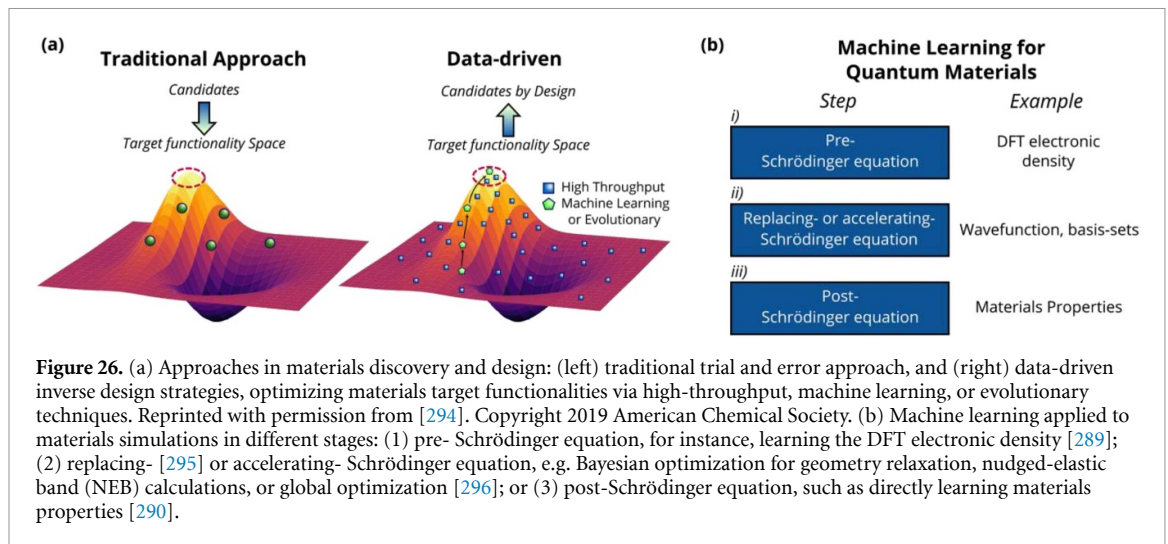 (a)
Traditional Approach
Candidates
Target functionality Space
Data-driven
Candidates by Design
Target functionality Space
High Throughput
Machine Learning
or Evolutionary
(b)
Machine Learning for
Quantum Materials
Step
Example
i)
Pre-
Schrödinger equation
DFT electronic
density
ii)
Replacing- or accelerating-
Schrödinger equation
Wavefunction, basis-sets
iii)
Post-
Schrödinger equation
Materials Properties
Figure 26. (a) Approaches in materials discovery and design: (left) traditional trial and error approach, and (right) data-driven
inverse design strategies, optimizing materials target functionalities via high-throughput, machine learning, or evolutionary
techniques. Reprinted with permission from [294]. Copyright 2019 American Chemical Society. (b) Machine learning applied to
materials simulations in different stages: (1) pre- Schrödinger equation, for instance, learning the DFT electronic density [289];
(2) replacing- [295] or accelerating- Schrödinger equation, e.g. Bayesian optimization for geometry relaxation, nudged-elastic
band (NEB) calculations, or global optimization [296]; or (3) post-Schrödinger equation, such as directly learning materials
properties [290].